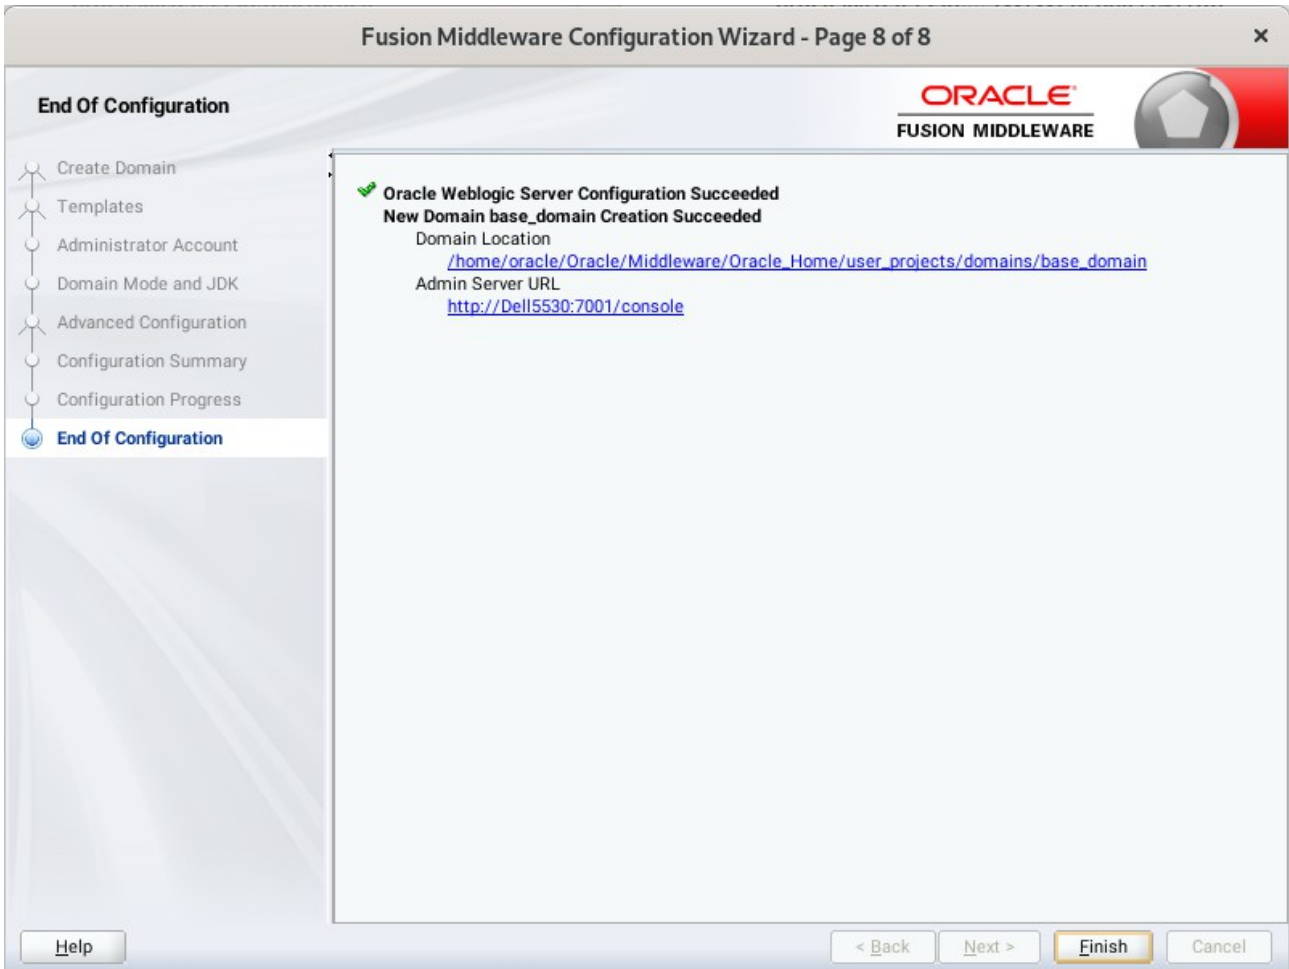 Fusion Middleware Configuration Wizard - Page 8 of 8
×
End Of Configuration
ORACLE
FUSION MIDDLEWARE
Create Domain
Templates
Administrator Account
Domain Mode and JDK
Advanced Configuration
Configuration Summary
Configuration Progress
End Of Configuration
Oracle Weblogic Server Configuration Succeeded
New Domain base_domain Creation Succeeded
Domain Location
/home/oracle/Oracle/Middleware/Oracle_Home/user_projects/domains/base_domain
Admin Server URL
http://Dell5530:7001/console
Help
< Back
Next >
Finish
Cancel